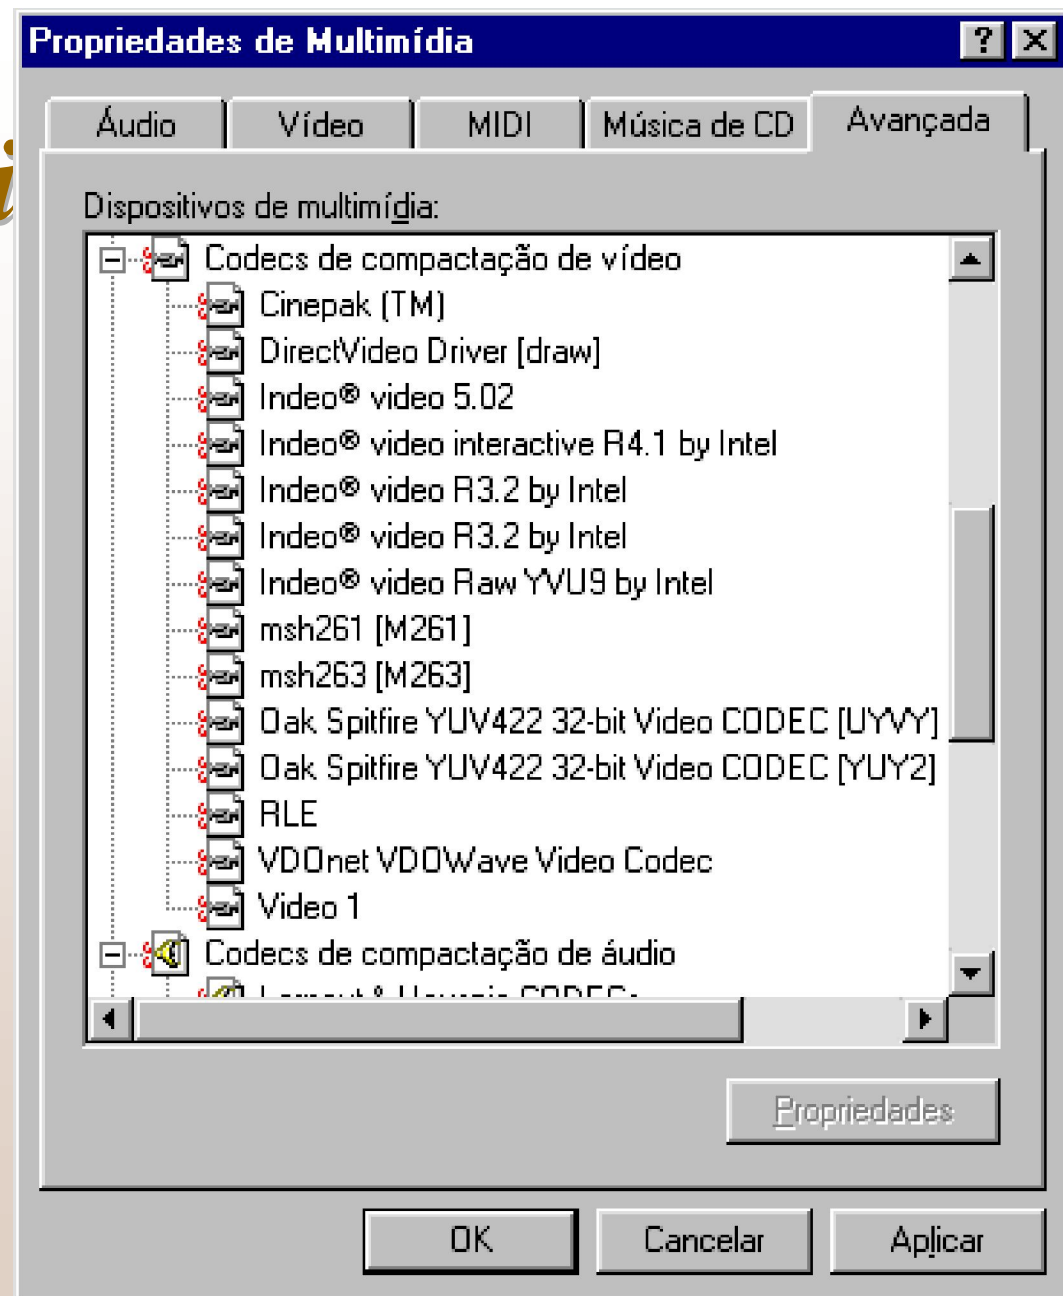 Propriedades de Multimídia
Áudio Vídeo MIDI Música de CD Avançada
Dispositivos de multimídia:
Codecs de compactação de vídeo
Cinepak (TM)
DirectVideo Driver [draw]
Indeo® video 5.02
Indeo® video interactive R4.1 by Intel
Indeo® video R3.2 by Intel
Indeo® video R3.2 by Intel
Indeo® video Raw YVU9 by Intel
msh261 [M261]
msh263 [M263]
Oak Spitfire YUV422 32-bit Video CODEC [UYVY]
Oak Spitfire YUV422 32-bit Video CODEC [YUY2]
RLE
VDOnet VDOWave Video Codec
Video 1
Codecs de compactação de áudio
Propriedades
OK Cancelar Aplicar